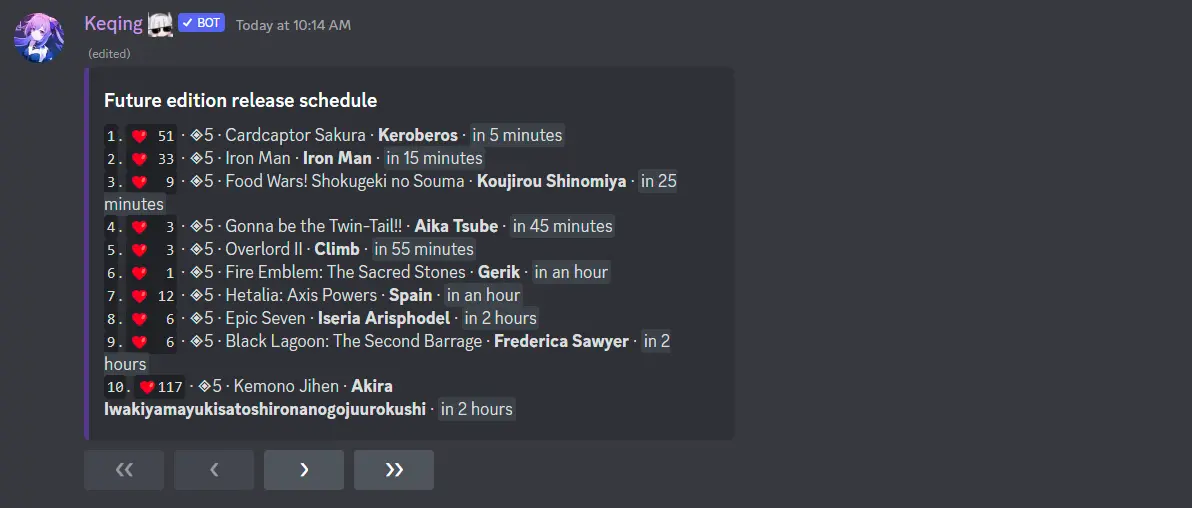 Keqing ✓ BOT Today at 10:14 AM
(edited)
Future edition release schedule
1. ❤️ 51 · ◈5 · Cardcaptor Sakura · Keroberos · in 5 minutes
2. ❤️ 33 · ◈5 · Iron Man · Iron Man · in 15 minutes
3. ❤️ 9 · ◈5 · Food Wars! Shokugeki no Souma · Koujirou Shinomiya · in 25
minutes
4. ❤️ 3 · ◈5 · Gonna be the Twin-Tail!! · Aika Tsube · in 45 minutes
5. ❤️ 3 · ◈5 · Overlord II · Climb · in 55 minutes
6. ❤️ 1 · ◈5 · Fire Emblem: The Sacred Stones · Gerik · in an hour
7. ❤️ 12 · ◈5 · Hetalia: Axis Powers · Spain · in an hour
8. ❤️ 6 · ◈5 · Epic Seven · Iseria Arisphodel · in 2 hours
9. ❤️ 6 · ◈5 · Black Lagoon: The Second Barrage · Frederica Sawyer · in 2
hours
10. ❤️117 · ◈5 · Kemono Jihen · Akira
Iwakiyamayukisatoshironanogojuurokushi · in 2 hours